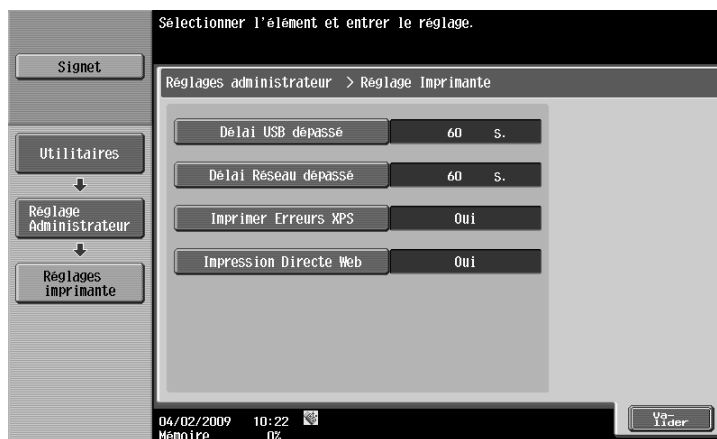 Sélectionner l'élément et entrer le réglage.
Signet
Réglages administrateur > Réglage Imprimante
Délai USB dépassé 60 s.
Utilitaires
Délai Réseau dépassé 60 s.
Réglage
Administrateur
Imprimer Erreurs XPS Oui
Impression Directe Web Oui
Réglages
imprimante
04/02/2009 10:22
Mémoire 0%
Va-
lider